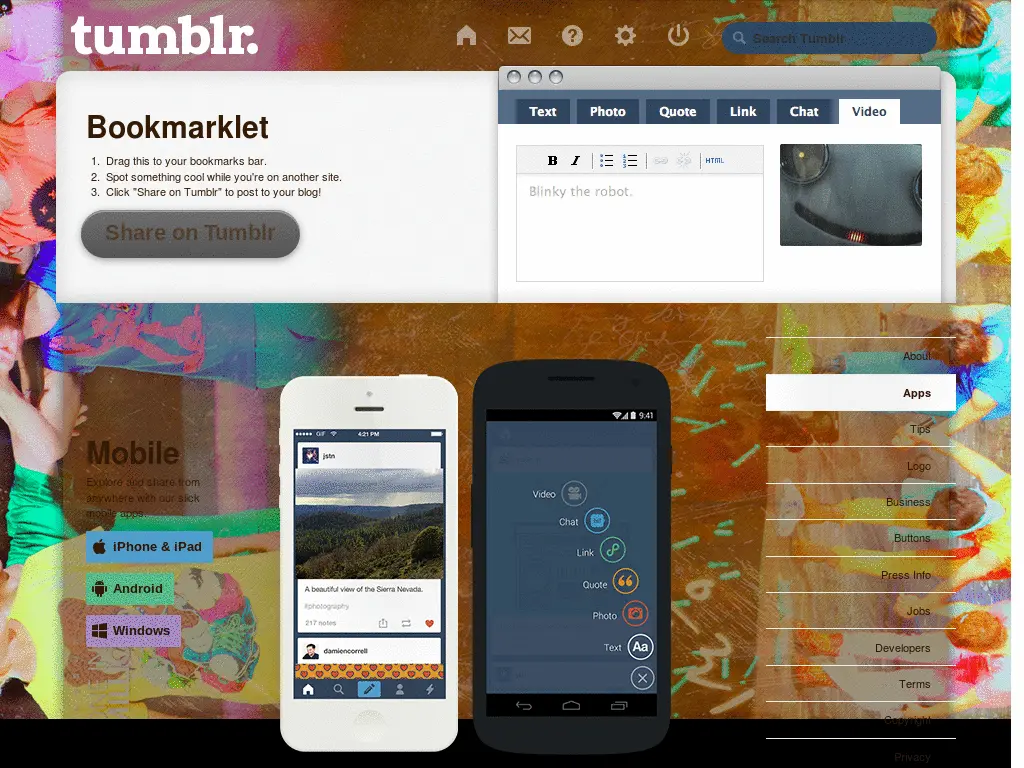 tumblr.
Search Tumblr
Bookmarklet
1. Drag this to your bookmarks bar.
2. Spot something cool while you're on another site.
3. Click "Share on Tumblr" to post to your blog!
Share on Tumblr
Text Photo Quote Link Chat Video
B I HTML
Blinky the robot.
Mobile
Explore and share from
anywhere with our slick
mobile apps.
iPhone & iPad
Android
Windows
GIF 4:21 PM
jstn
A beautiful view of the Sierra Nevada.
#photography
217 notes
damiencorrell
9:41
Video
Chat
Link
Quote
Photo
Text Aa
About
Apps
Tips
Logo
Business
Buttons
Press Info
Jobs
Developers
Terms
Copyright
Privacy